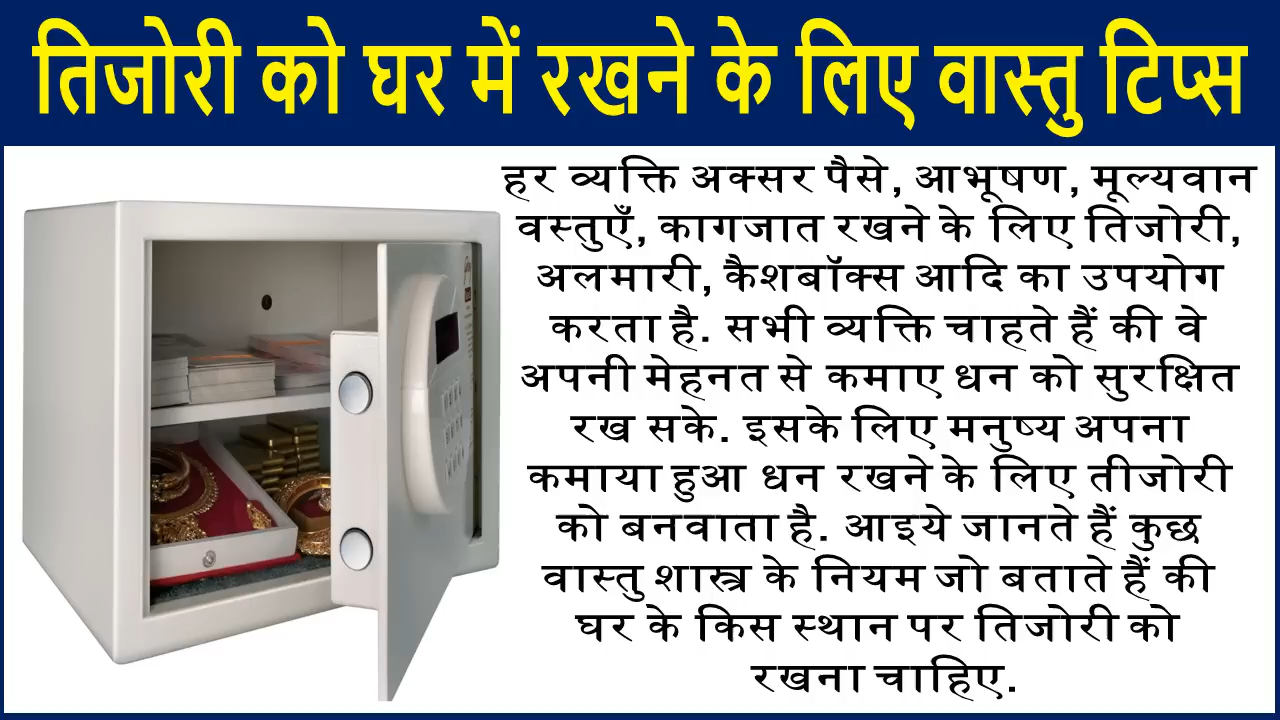 तिजोरी को घर में रखने के लिए वास्तु टिप्स
हर व्यक्ति अक्सर पैसे, आभूषण, मूल्यवान
वस्तुएँ, कागजात रखने के लिए तिजोरी,
अलमारी, कैशबॉक्स आदि का उपयोग
करता है. सभी व्यक्ति चाहते हैं की वे
अपनी मेहनत से कमाए धन को सुरक्षित
रख सके. इसके लिए मनुष्य अपना
कमाया हुआ धन रखने के लिए तीजोरी
को बनवाता है. आइये जानते हैं कुछ
वास्तु शास्त्र के नियम जो बताते हैं की
घर के किस स्थान पर तिजोरी को
रखना चाहिए.